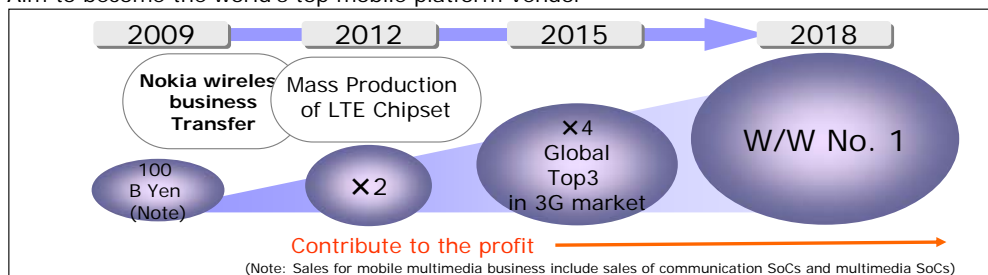 Aim to become the world's top mobile platform vendor
2009
2012
2015
2018
Nokia wireles
business
Transfer
Mass Production
of LTE Chipset
100
B Yen
(Note)
×2
×4
Global
Top3
in 3G market
W/W No. 1
Contribute to the profit
(Note: Sales for mobile multimedia business include sales of communication SoCs and multimedia SoCs)